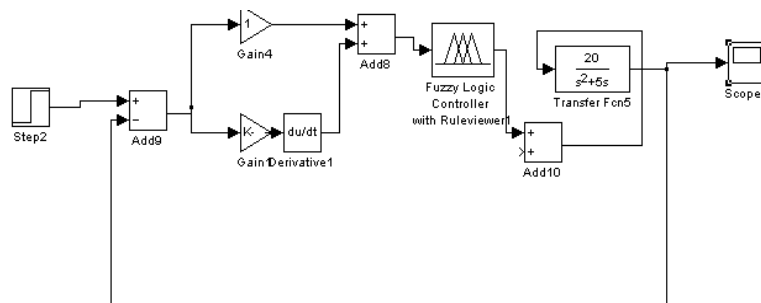 1
Gain4
+
+
Add8
Fuzzy Logic
Controller
with Ruleviewer1
20
s²+5s
Transfer Fcn5
Scope
Step2
+
−
Add9
K-
Gain1
du/dt
Derivative1
+
+
Add10